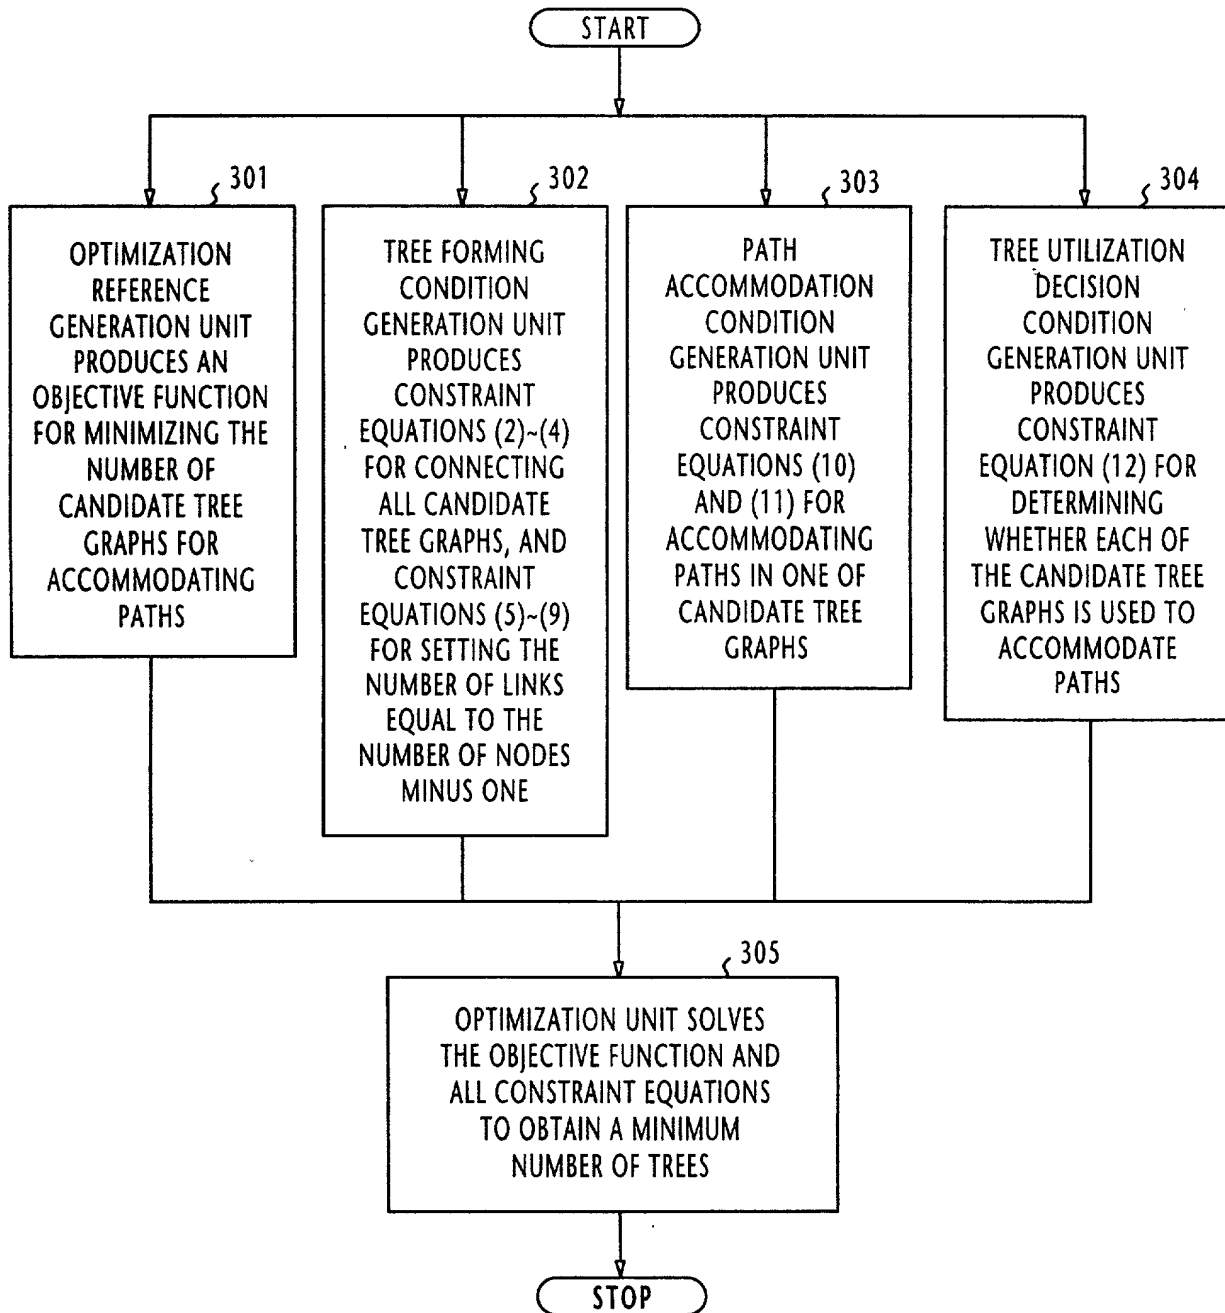 START
301
OPTIMIZATION
REFERENCE
GENERATION UNIT
PRODUCES AN
OBJECTIVE FUNCTION
FOR MINIMIZING THE
NUMBER OF
CANDIDATE TREE
GRAPHS FOR
ACCOMMODATING
PATHS
302
TREE FORMING
CONDITION
GENERATION UNIT
PRODUCES
CONSTRAINT
EQUATIONS (2)~(4)
FOR CONNECTING
ALL CANDIDATE
TREE GRAPHS, AND
CONSTRAINT
EQUATIONS (5)~(9)
FOR SETTING THE
NUMBER OF LINKS
EQUAL TO THE
NUMBER OF NODES
MINUS ONE
303
PATH
ACCOMMODATION
CONDITION
GENERATION UNIT
PRODUCES
CONSTRAINT
EQUATIONS (10)
AND (11) FOR
ACCOMMODATING
PATHS IN ONE OF
CANDIDATE TREE
GRAPHS
304
TREE UTILIZATION
DECISION
CONDITION
GENERATION UNIT
PRODUCES
CONSTRAINT
EQUATION (12) FOR
DETERMINING
WHETHER EACH OF
THE CANDIDATE TREE
GRAPHS IS USED TO
ACCOMMODATE
PATHS
305
OPTIMIZATION UNIT SOLVES
THE OBJECTIVE FUNCTION AND
ALL CONSTRAINT EQUATIONS
TO OBTAIN A MINIMUM
NUMBER OF TREES
STOP